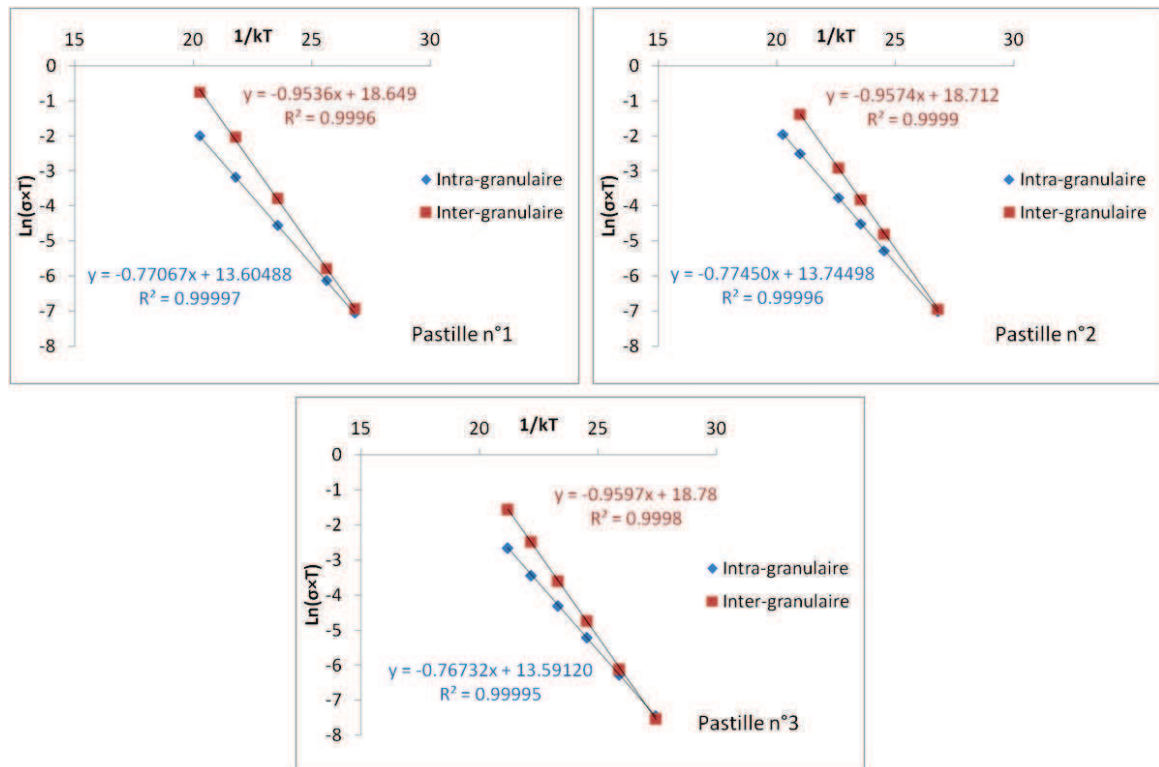 15 20 25 30
1/kT
0
-1
-2
-3
-4
-5
-6
-7
-8
Ln(σ×T)
y = -0.9536x + 18.649
R² = 0.9996
Intra-granulaire
Inter-granulaire
y = -0.77067x + 13.60488
R² = 0.99997
Pastille n°1
15 20 25 30
1/kT
0
-1
-2
-3
-4
-5
-6
-7
-8
Ln(σ×T)
y = -0.9574x + 18.712
R² = 0.9999
Intra-granulaire
Inter-granulaire
y = -0.77450x + 13.74498
R² = 0.99996
Pastille n°2
15 20 25 30
1/kT
0
-1
-2
-3
-4
-5
-6
-7
-8
Ln(σ×T)
y = -0.9597x + 18.78
R² = 0.9998
Intra-granulaire
Inter-granulaire
y = -0.76732x + 13.59120
R² = 0.99995
Pastille n°3